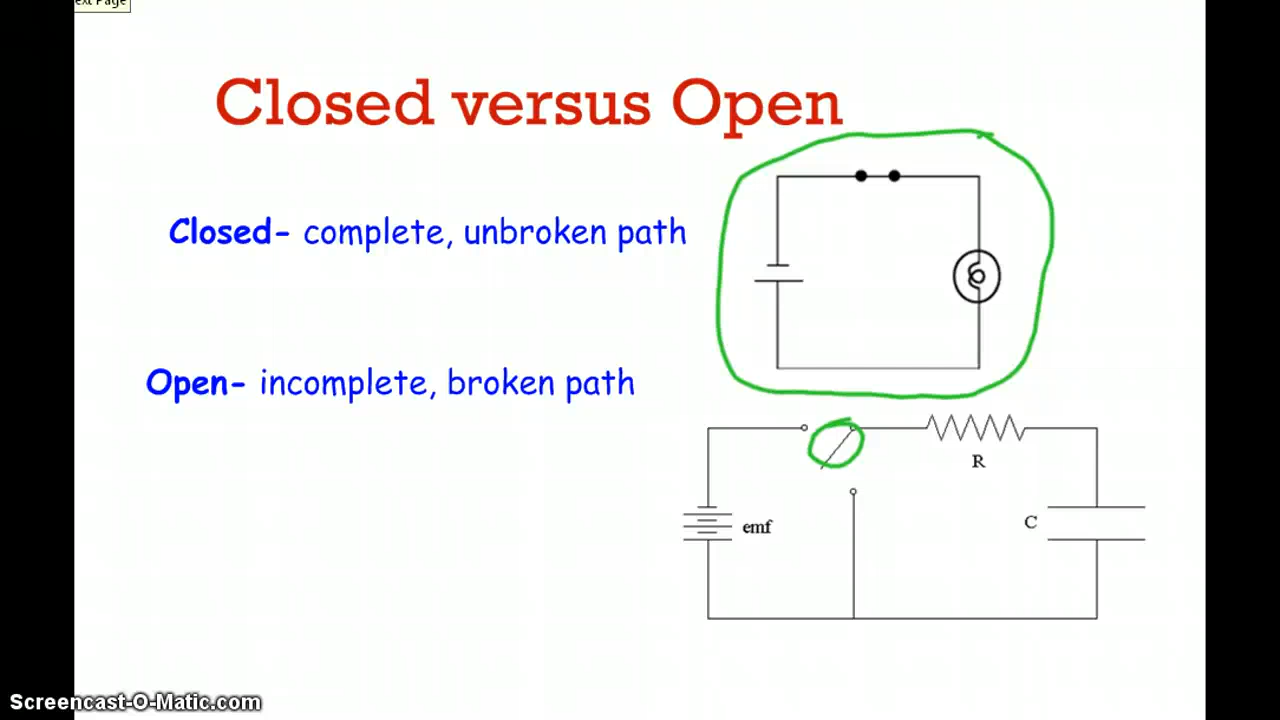 ext Page
Closed versus Open
Closed- complete, unbroken path
Open- incomplete, broken path
R
emf
C
Screencast-O-Matic.com